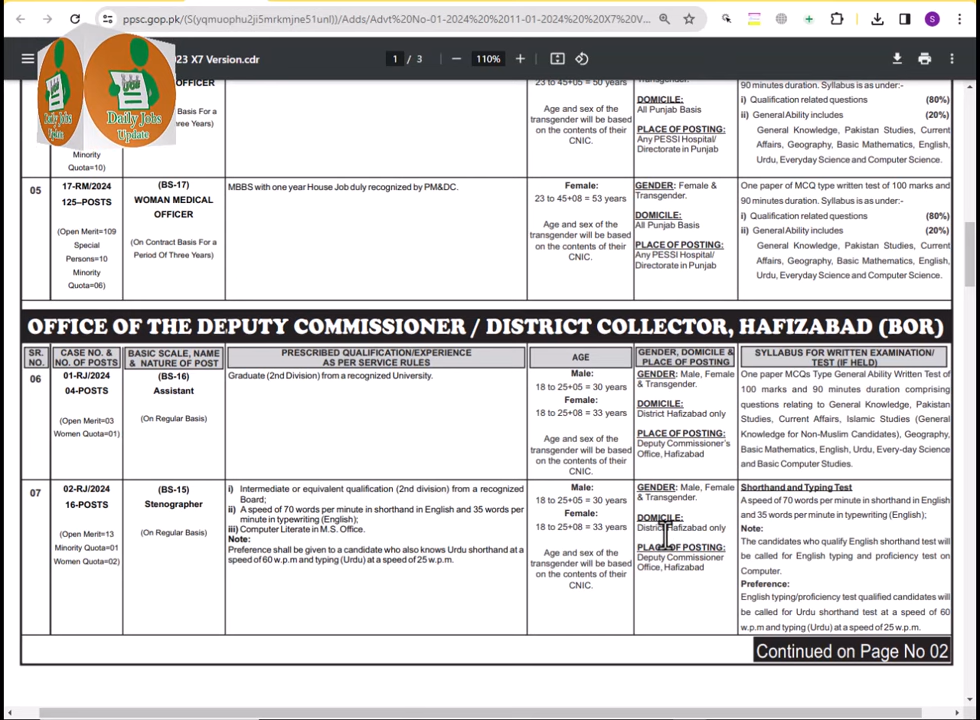 ppsc.gop.pk/(S(yqmuophu2ji5mrkmjne51unl))/Adds/Advt%20No-01-2024%20%2011-01-2024%20%20X7%20V...
S
023 X7 Version.cdr
1 / 3
110%
Job
Daily Jobs
Update
OFFICER
Basis For a
Three Years)
Minority
Quota=10)
23 to 45+05 = 50 years
Age and sex of the
transgender will be based
on the contents of their
CNIC.
Transgender.
DOMICILE:
All Punjab Basis
PLACE OF POSTING:
Any PESSI Hospital/
Directorate in Punjab
90 minutes duration. Syllabus is as under:-
i) Qualification related questions (80%)
ii) General Ability includes (20%)
General Knowledge, Pakistan Studies, Current
Affairs, Geography, Basic Mathematics, English,
Urdu, Everyday Science and Computer Science.
05
17-RM/2024
125-POSTS
(Open Merit=109
Special
Persons=10
Minority
Quota=06)
(BS-17)
WOMAN MEDICAL
OFFICER
(On Contract Basis For a
Period Of Three Years)
MBBS with one year House Job duly recognized by PM&DC.
Female:
23 to 45+08 = 53 years
Age and sex of the
transgender will be based
on the contents of their
CNIC.
GENDER: Female &
Transgender.
DOMICILE:
All Punjab Basis
PLACE OF POSTING:
Any PESSI Hospital/
Directorate in Punjab
One paper of MCQ type written test of 100 marks and
90 minutes duration. Syllabus is as under:-
i) Qualification related questions (80%)
ii) General Ability includes (20%)
General Knowledge, Pakistan Studies, Current
Affairs, Geography, Basic Mathematics, English,
Urdu, Everyday Science and Computer Science.
OFFICE OF THE DEPUTY COMMISSIONER / DISTRICT COLLECTOR, HAFIZABAD (BOR)
SR.
NO.
CASE NO. &
NO. OF POSTS
BASIC SCALE, NAME
& NATURE OF POST
PRESCRIBED QUALIFICATION/EXPERIENCE
AS PER SERVICE RULES
AGE
GENDER, DOMICILE &
PLACE OF POSTING
SYLLABUS FOR WRITTEN EXAMINATION/
TEST (IF HELD)
06
01-RJ/2024
04-POSTS
(Open Merit=03
Women Quota=01)
(BS-16)
Assistant
(On Regular Basis)
Graduate (2nd Division) from a recognized University.
Male:
18 to 25+05 = 30 years
Female:
18 to 25+08 = 33 years
Age and sex of the
transgender will be based
on the contents of their
CNIC.
GENDER: Male, Female
& Transgender.
DOMICILE:
District Hafizabad only
PLACE OF POSTING:
Deputy Commissioner's
Office, Hafizabad
One paper MCQs Type General Ability Written Test of
100 marks and 90 minutes duration comprising
questions relating to General Knowledge, Pakistan
Studies, Current Affairs, Islamic Studies (General
Knowledge for Non-Muslim Candidates), Geography,
Basic Mathematics, English, Urdu, Every-day Science
and Basic Computer Studies.
07
02-RJ/2024
16-POSTS
(Open Merit=13
Minority Quota=01
Women Quota=02)
(BS-15)
Stenographer
(On Regular Basis)
i) Intermediate or equivalent qualification (2nd division) from a recognized
Board;
ii) A speed of 70 words per minute in shorthand in English and 35 words per
minute in typewriting (English);
iii) Computer Literate in M.S. Office.
Note:
Preference shall be given to a candidate who also knows Urdu shorthand at a
speed of 60 w.p.m and typing (Urdu) at a speed of 25 w.p.m.
Male:
18 to 25+05 = 30 years
Female:
18 to 25+08 = 33 years
Age and sex of the
transgender will be based
on the contents of their
CNIC.
GENDER: Male, Female
& Transgender.
DOMICILE:
District Hafizabad only
PLACE OF POSTING:
Deputy Commissioner
Office, Hafizabad
Shorthand and Typing Test
A speed of 70 words per minute in shorthand in English
and 35 words per minute in typewriting (English);
Note:
The candidates who qualify English shorthand test will
be called for English typing and proficiency test on
Computer.
Preference:
English typing/proficiency test qualified candidates will
be called for Urdu shorthand test at a speed of 60
w.p.m and typing (Urdu) at a speed of 25 w.p.m.
Continued on Page No 02